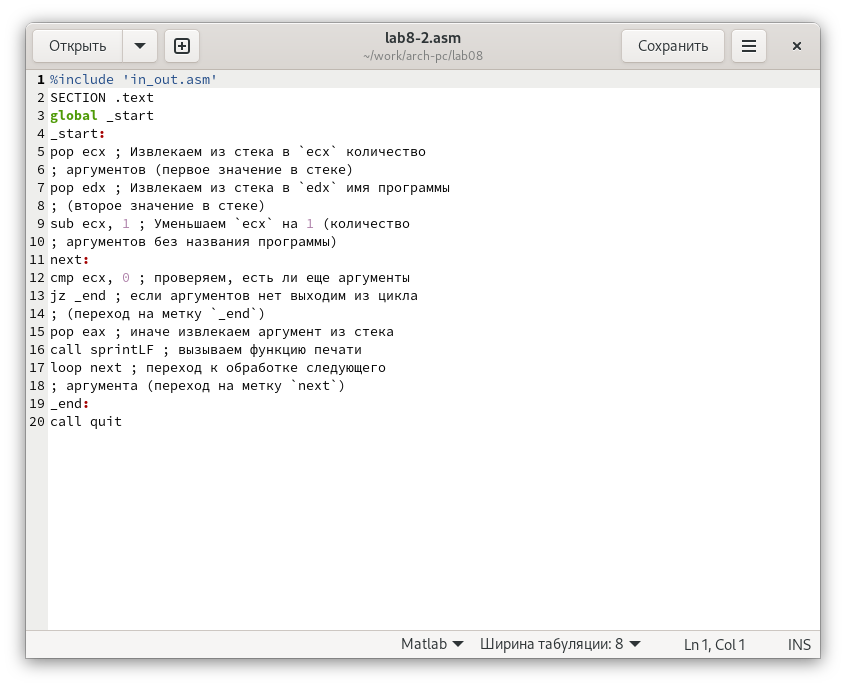 Открыть
lab8-2.asm
~/work/arch-pc/lab08
Сохранить
1 %include 'in_out.asm'
2 SECTION .text
3 global _start
4 _start:
5 pop ecx ; Извлекаем из стека в `ecx` количество
6 ; аргументов (первое значение в стеке)
7 pop edx ; Извлекаем из стека в `edx` имя программы
8 ; (второе значение в стеке)
9 sub ecx, 1 ; Уменьшаем `ecx` на 1 (количество
10 ; аргументов без названия программы)
11 next:
12 cmp ecx, 0 ; проверяем, есть ли еще аргументы
13 jz _end ; если аргументов нет выходим из цикла
14 ; (переход на метку `_end`)
15 pop eax ; иначе извлекаем аргумент из стека
16 call sprintLF ; вызываем функцию печати
17 loop next ; переход к обработке следующего
18 ; аргумента (переход на метку `next`)
19 _end:
20 call quit
Matlab Ширина табуляции: 8 Ln 1, Col 1 INS